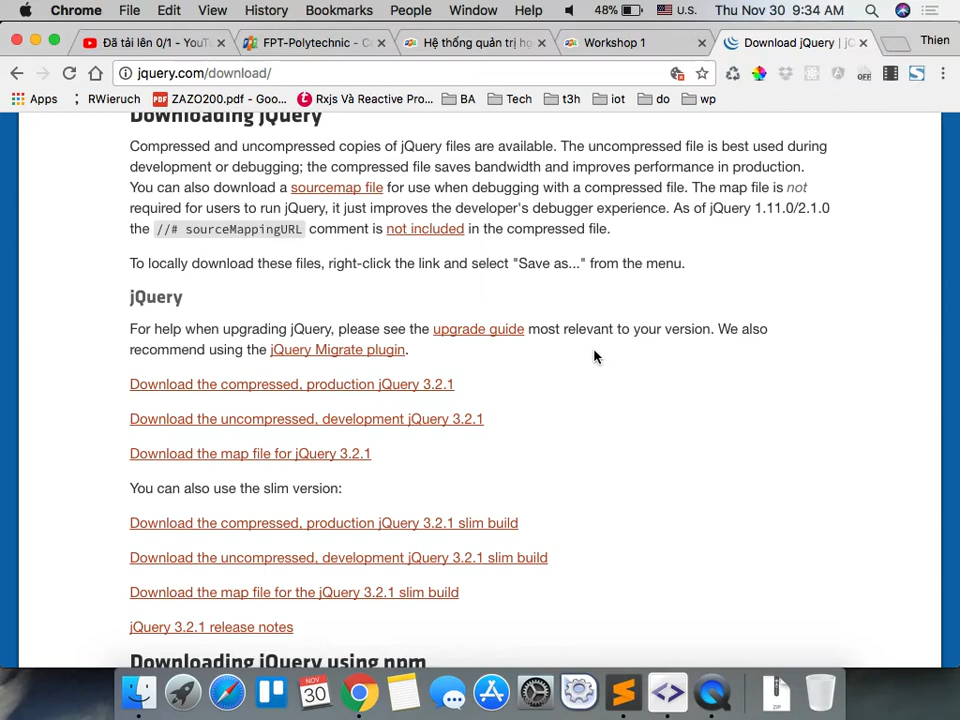 Chrome File Edit View History Bookmarks People Window Help 48% U.S. Thu Nov 30 9:34 AM
Đã tải lên 0/1 - YouT FPT-Polytechnic - C Hệ thống quản trị họ Workshop 1 Download jQuery | jQ Thien
jquery.com/download/ OFF
Apps RWieruch PDF ZAZO200.pdf - Goo... Rxjs Và Reactive Pro... BA Tech t3h iot do wp
Downloading jQuery
Compressed and uncompressed copies of jQuery files are available. The uncompressed file is best used during
development or debugging; the compressed file saves bandwidth and improves performance in production.
You can also download a sourcemap file for use when debugging with a compressed file. The map file is not
required for users to run jQuery, it just improves the developer's debugger experience. As of jQuery 1.11.0/2.1.0
the //# sourceMappingURL comment is not included in the compressed file.
To locally download these files, right-click the link and select "Save as..." from the menu.
jQuery
For help when upgrading jQuery, please see the upgrade guide most relevant to your version. We also
recommend using the jQuery Migrate plugin.
Download the compressed, production jQuery 3.2.1
Download the uncompressed, development jQuery 3.2.1
Download the map file for jQuery 3.2.1
You can also use the slim version:
Download the compressed, production jQuery 3.2.1 slim build
Download the uncompressed, development jQuery 3.2.1 slim build
Download the map file for the jQuery 3.2.1 slim build
jQuery 3.2.1 release notes
Downloading jQuery using npm
NOV
30
ZIP